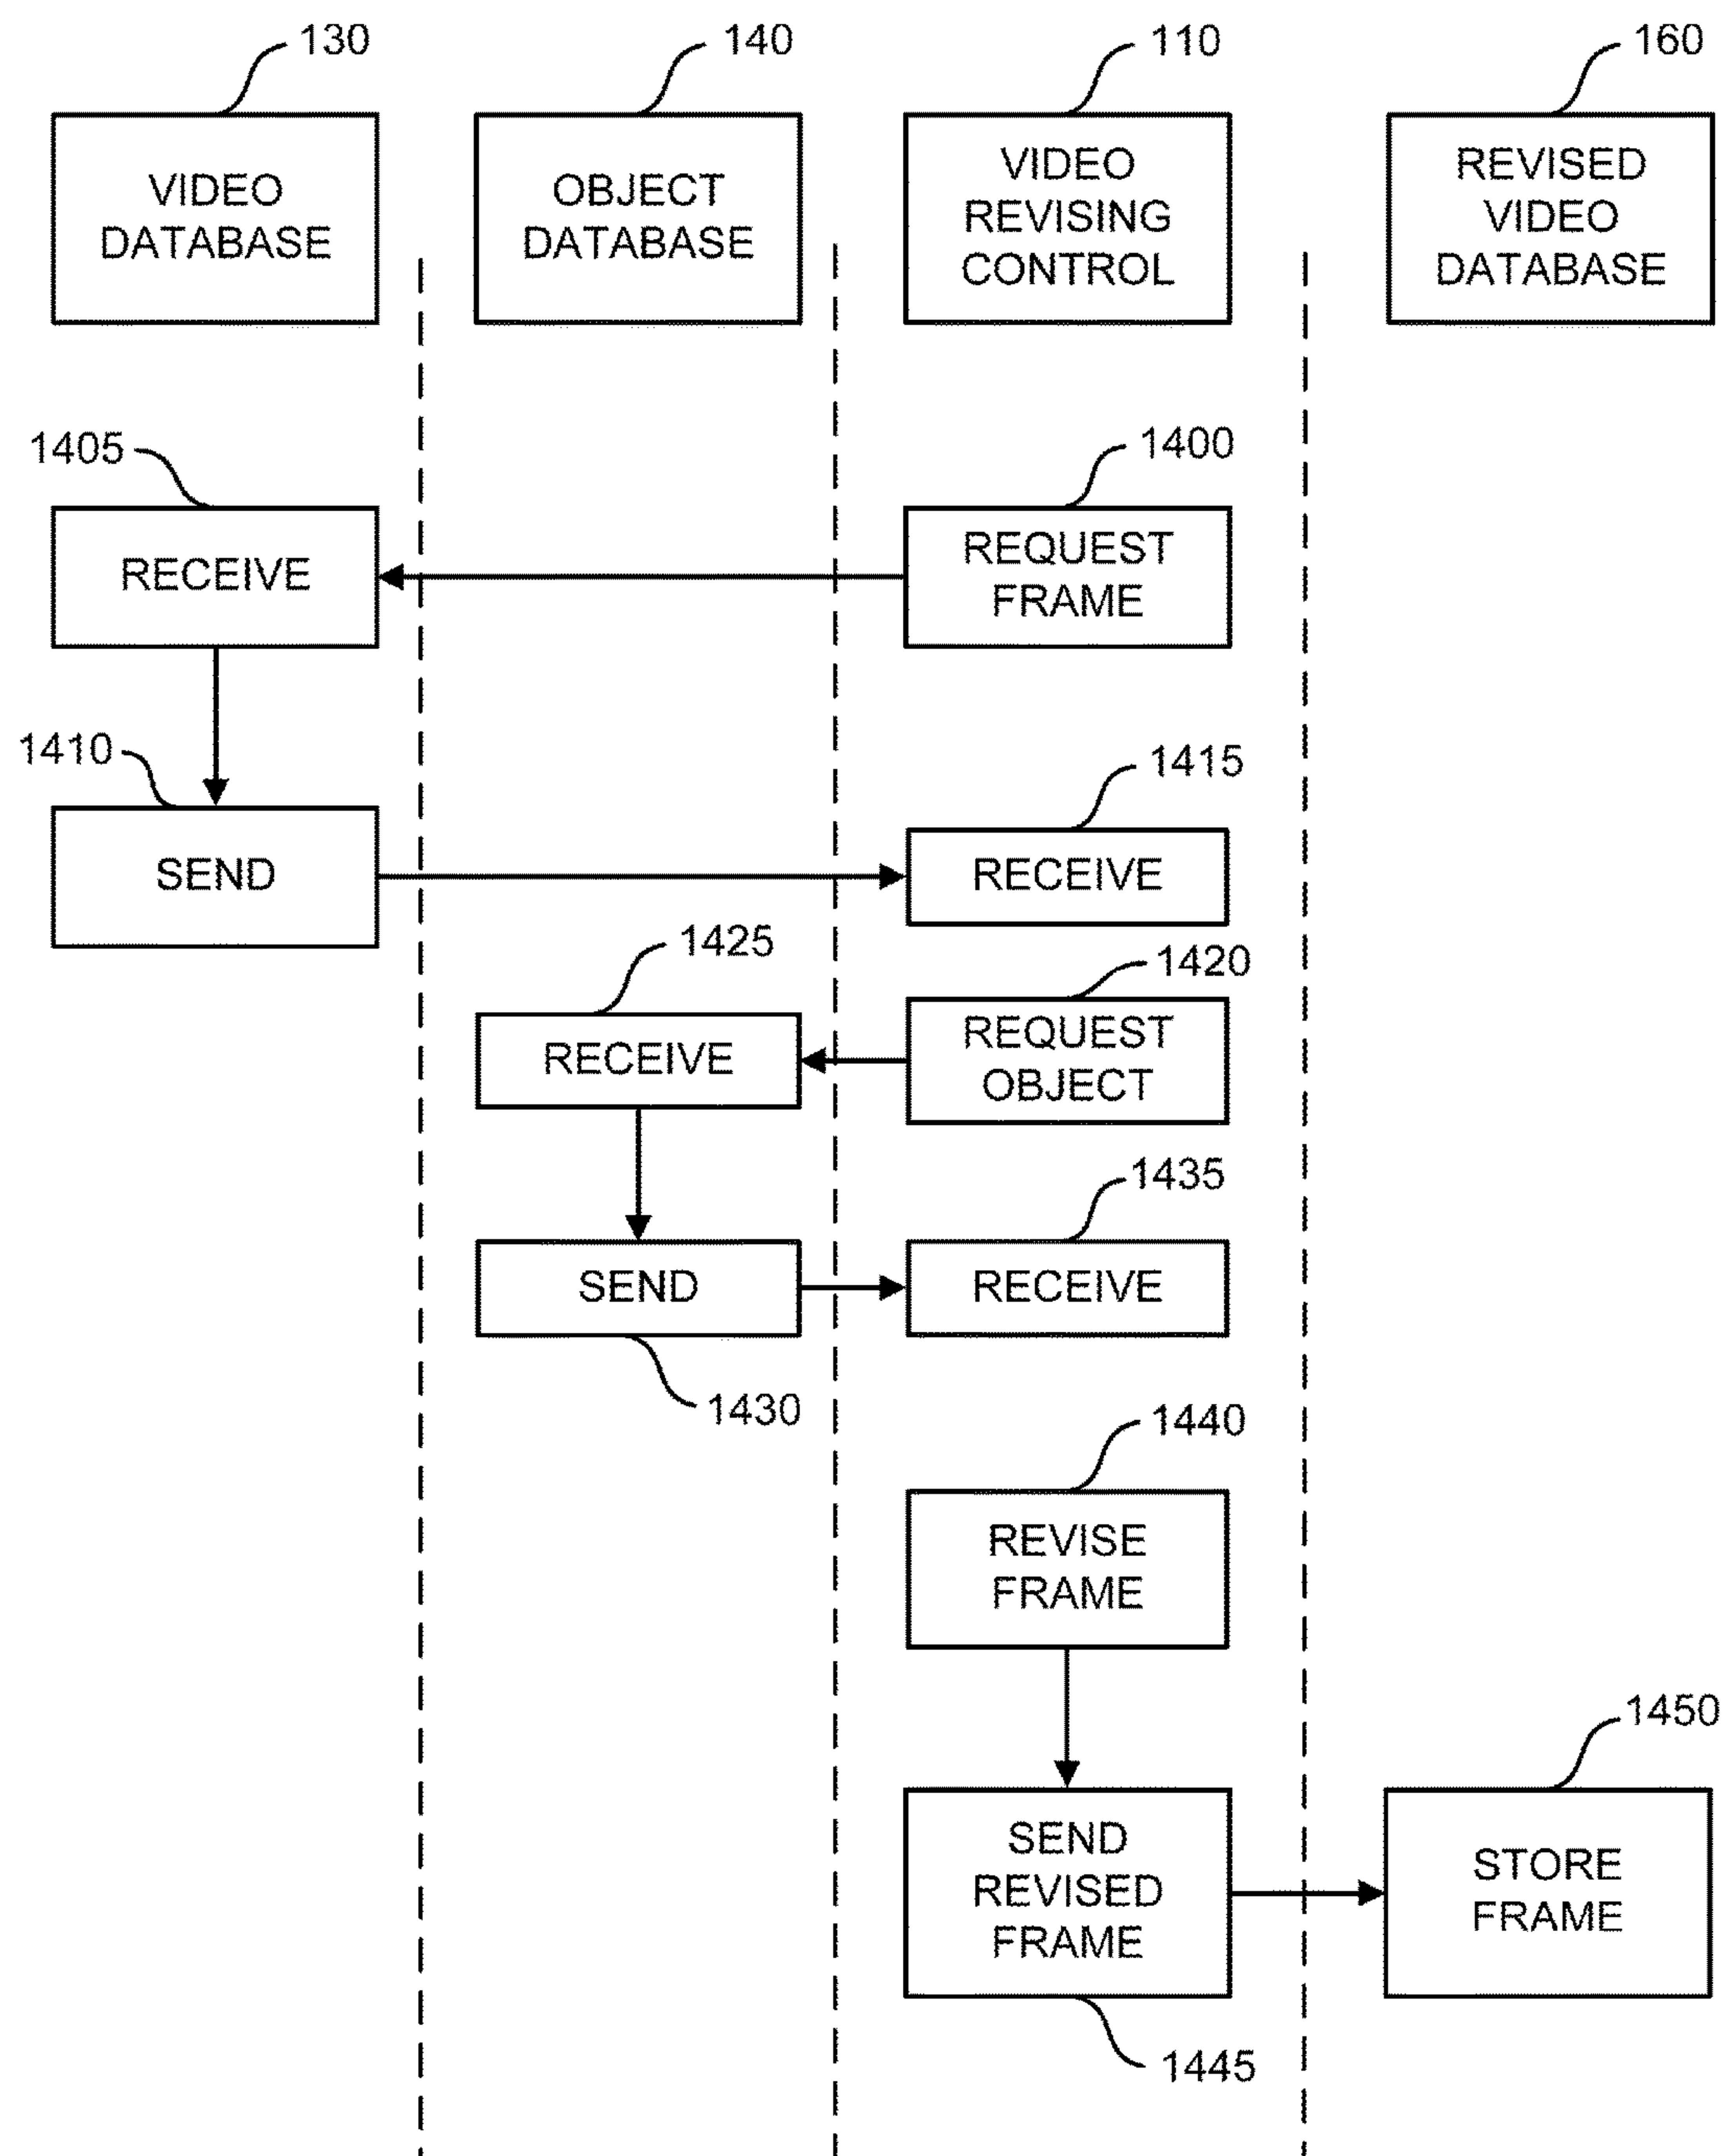 130
140
110
160
VIDEO
DATABASE
OBJECT
DATABASE
VIDEO
REVISING
CONTROL
REVISED
VIDEO
DATABASE
1405
1400
RECEIVE
REQUEST
FRAME
1410
1415
SEND
RECEIVE
1425
1420
RECEIVE
REQUEST
OBJECT
1435
SEND
RECEIVE
1430
1440
REVISE
FRAME
1450
SEND
REVISED
FRAME
STORE
FRAME
1445